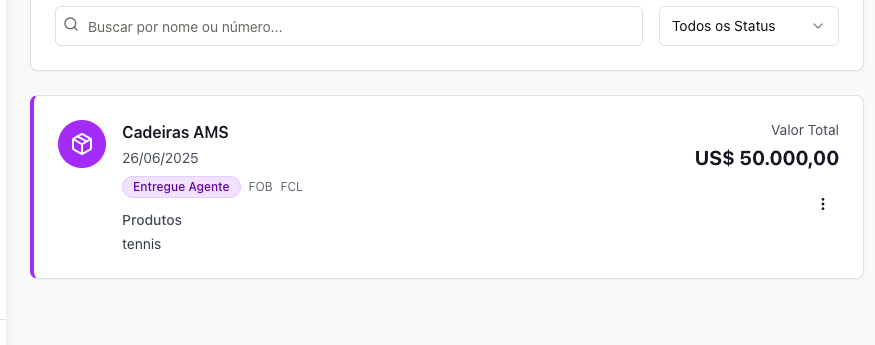 Buscar por nome ou número...
Todos os Status
Cadeiras AMS
26/06/2025
Entregue Agente FOB FCL
Produtos
tennis
Valor Total
US$ 50.000,00